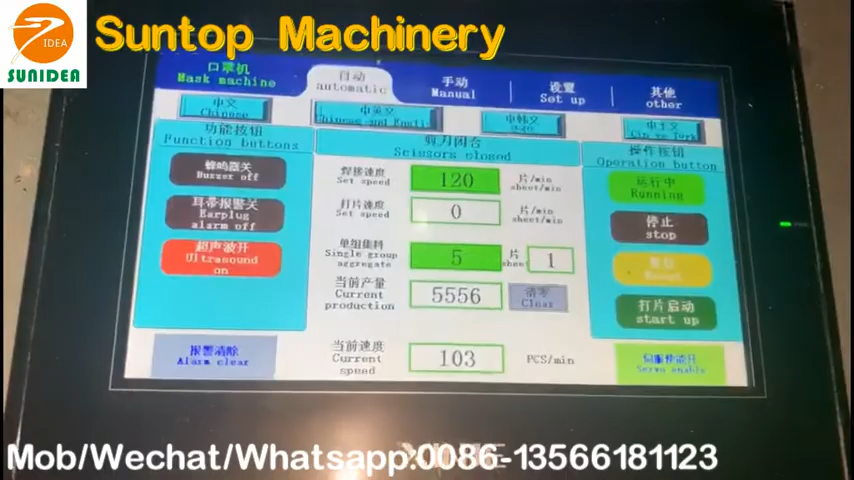 IDEA
SUNIDEA
Suntop Machinery
口罩机
Mask machine
自动
automatic
手动
Manual
设置
Set up
其他
other
中文
Chinese
中英文
Chinese and English
中韩文
中土文
功能按钮
Function buttons
剪刀闭合
Scissors closed
操作按钮
Operation button
蜂鸣器关
Buzzer off
耳带报警关
Earplug
alarm off
超声波开
Ultrasound
on
焊接速度
Set speed
120
片/min
sheet/min
打片速度
Set speed
0
片/min
sheet/min
单组集料
Single group
aggregate
5
片
sheet
1
当前产量
Current
production
5556
清零
Clear
运行中
Running
停止
stop
复位
打片启动
start up
报警清除
Alarm clear
当前速度
Current
speed
103
PCS/min
伺服使能开
Servo enable
Mob/Wechat/Whatsapp:0086-13566181123